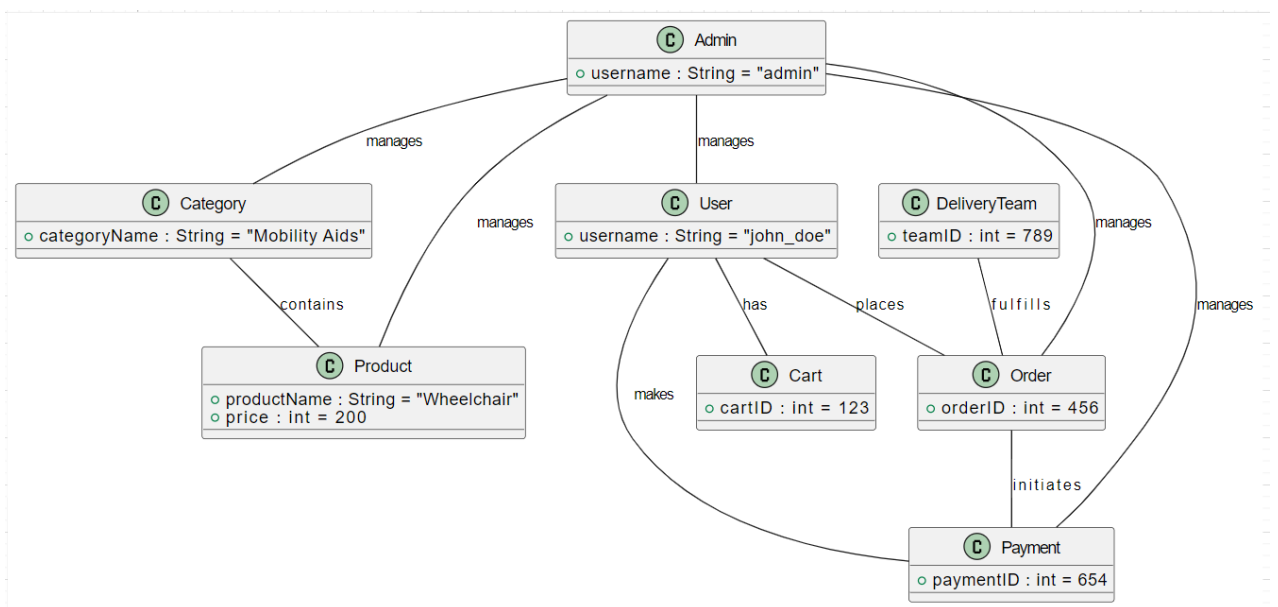 C Admin
username : String = "admin"
manages
manages
C Category
categoryName : String = "Mobility Aids"
C User
username : String = "john_doe"
C DeliveryTeam
teamID : int = 789
manages
manages
contains
has
places
fulfills
manages
C Product
productName : String = "Wheelchair"
price : int = 200
makes
C Cart
cartID : int = 123
C Order
orderID : int = 456
initiates
C Payment
paymentID : int = 654